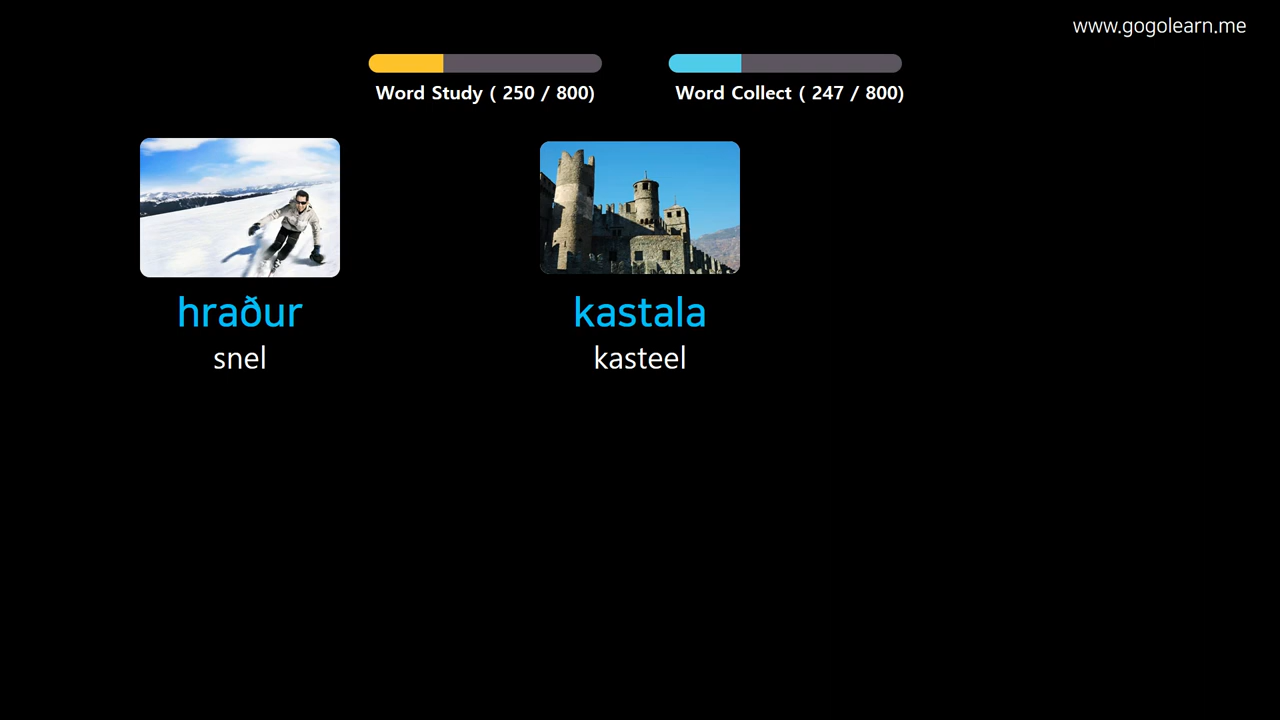 www.gogolearn.me
Word Study ( 250 / 800)
Word Collect ( 247 / 800)
hraður
snel
kastala
kasteel